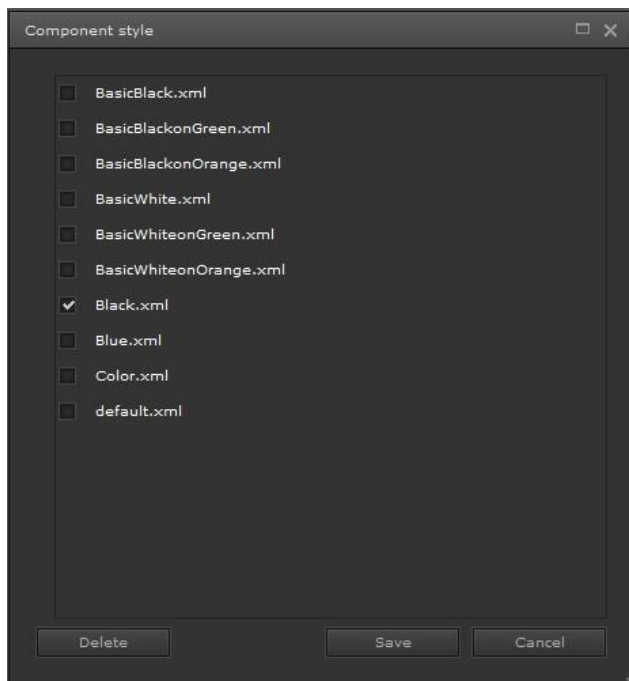 Component style
BasicBlack.xml
BasicBlackonGreen.xml
BasicBlackonOrange.xml
BasicWhite.xml
BasicWhiteonGreen.xml
BasicWhiteonOrange.xml
Black.xml
Blue.xml
Color.xml
default.xml
Delete Save Cancel